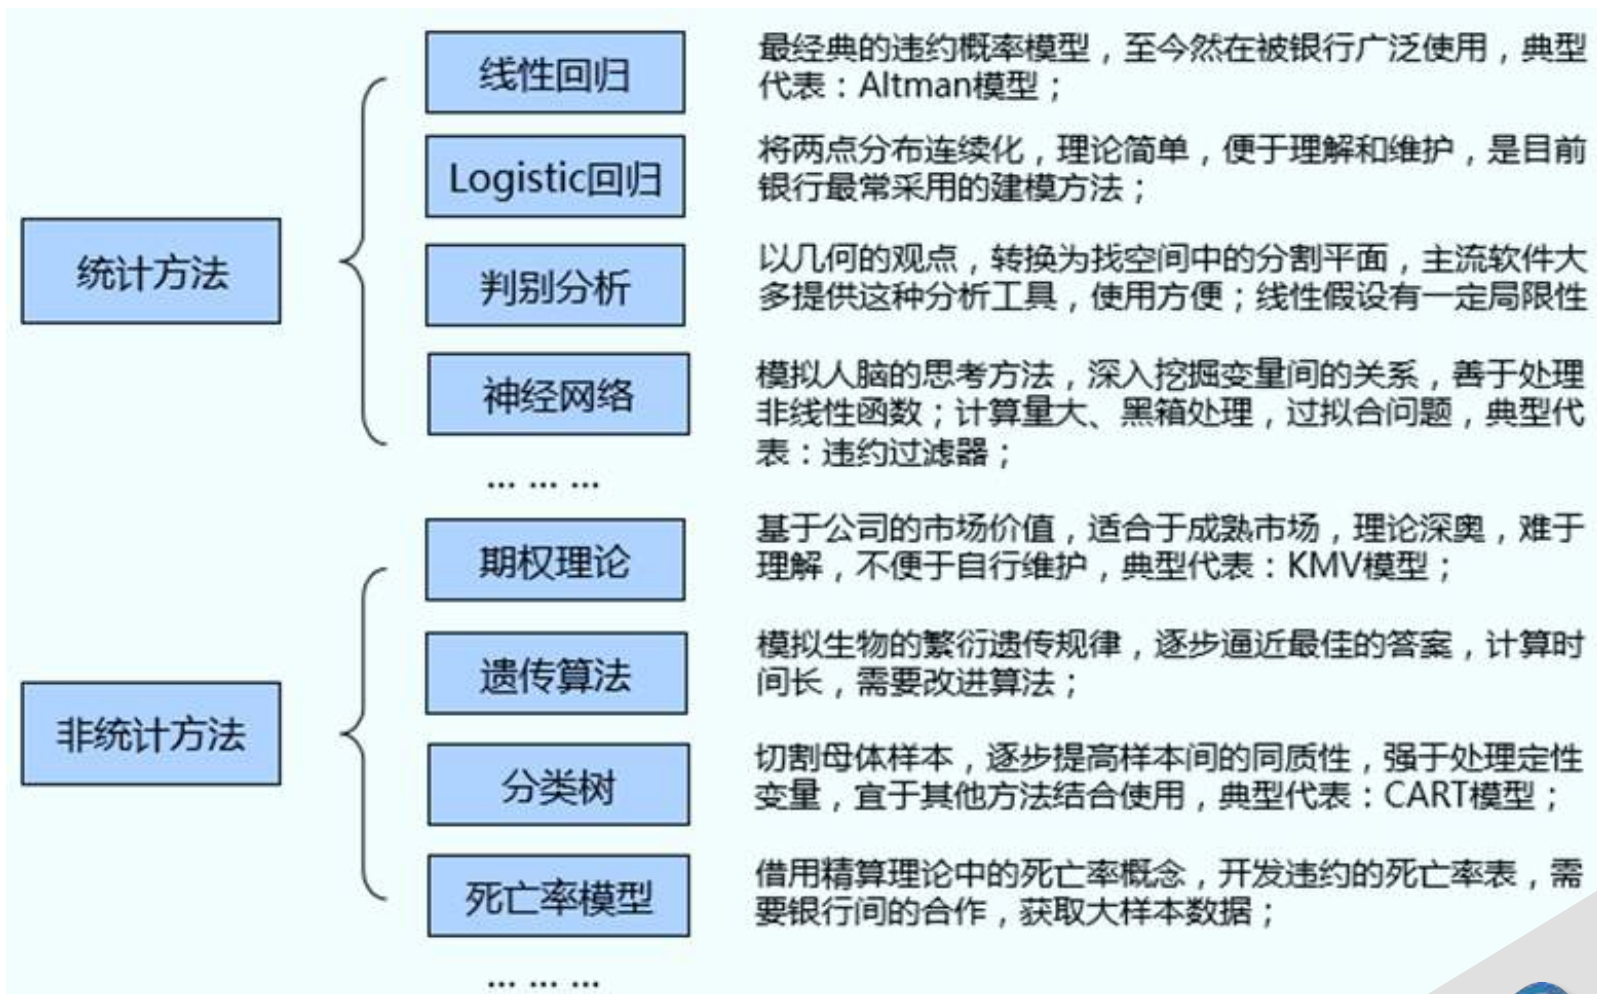 线性回归
最经典的违约概率模型，至今然在被银行广泛使用，典型
代表：Altman模型；
Logistic回归
将两点分布连续化，理论简单，便于理解和维护，是目前
银行最常采用的建模方法；
统计方法
判别分析
以几何的观点，转换为找空间中的分割平面，主流软件大
多提供这种分析工具，使用方便；线性假设有一定局限性
神经网络
模拟人脑的思考方法，深入挖掘变量间的关系，善于处理
非线性函数；计算量大、黑箱处理，过拟合问题，典型代
表：违约过滤器；
... ... ...
期权理论
基于公司的市场价值，适合于成熟市场，理论深奥，难于
理解，不便于自行维护，典型代表：KMV模型；
遗传算法
模拟生物的繁衍遗传规律，逐步逼近最佳的答案，计算时
间长，需要改进算法；
非统计方法
分类树
切割母体样本，逐步提高样本间的同质性，强于处理定性
变量，宜于其他方法结合使用，典型代表：CART模型；
死亡率模型
借用精算理论中的死亡率概念，开发违约的死亡率表，需
要银行间的合作，获取大样本数据；
... ... ...